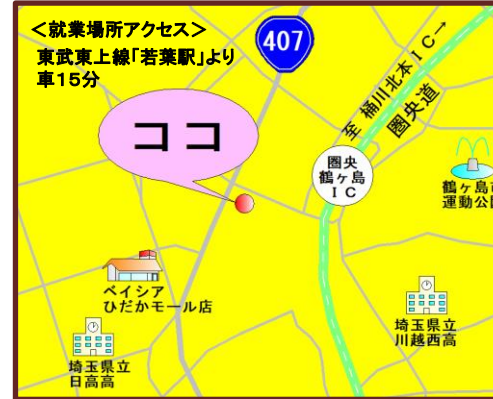 ＜就業場所アクセス＞
東武東上線「若葉駅」より
車15分
407
至 桶川北本IC→
圏央道
ココ
圏央
鶴ヶ島
IC
鶴ヶ島市
運動公園
ベイシア
ひだかモール店
埼玉県立
川越西高
埼玉県立
日高高